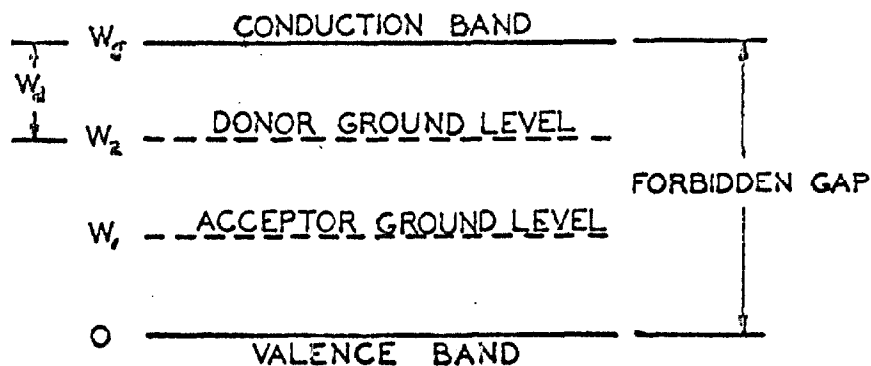 W_g CONDUCTION BAND
W_d
W_2 DONOR GROUND LEVEL
FORBIDDEN GAP
W_1 ACCEPTOR GROUND LEVEL
O
VALENCE BAND